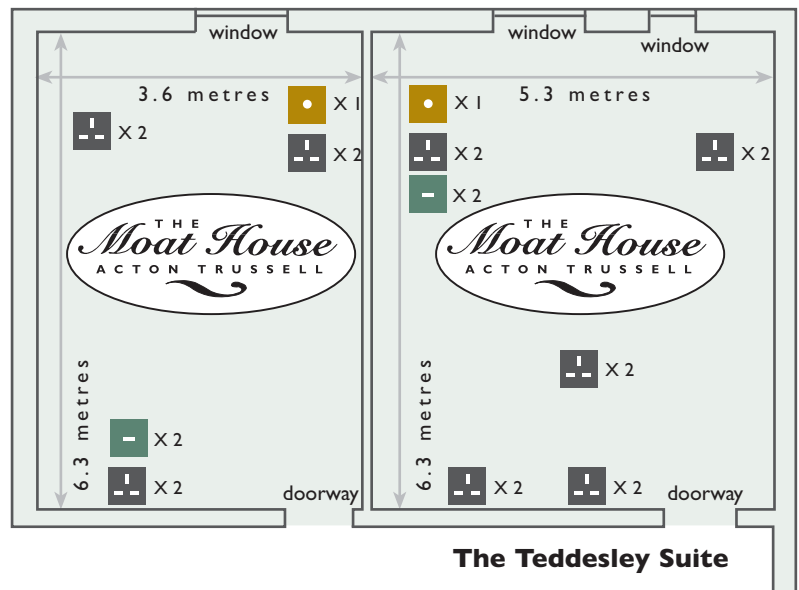 window
window
window
3.6 metres
5.3 metres
X 1
X 1
X 2
X 2
X 2
X 2
X 2
THE
Moat House
ACTON TRUSSELL
THE
Moat House
ACTON TRUSSELL
6.3 metres
6.3 metres
X 2
X 2
X 2
X 2
X 2
doorway
doorway
The Teddesley Suite